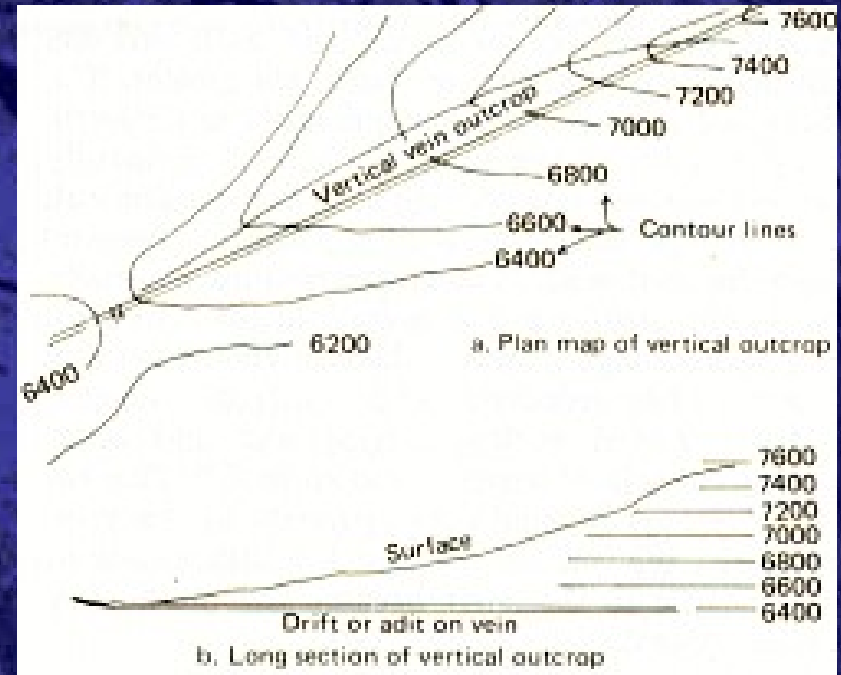 7600
7400
7200
7000
Vertical vein outcrop
6800
6600
Contour lines
6400
6200
a. Plan map of vertical outcrop
6400
7600
7400
7200
7000
Surface
6800
6600
6400
Drift or adit on vein
b. Long section of vertical outcrop